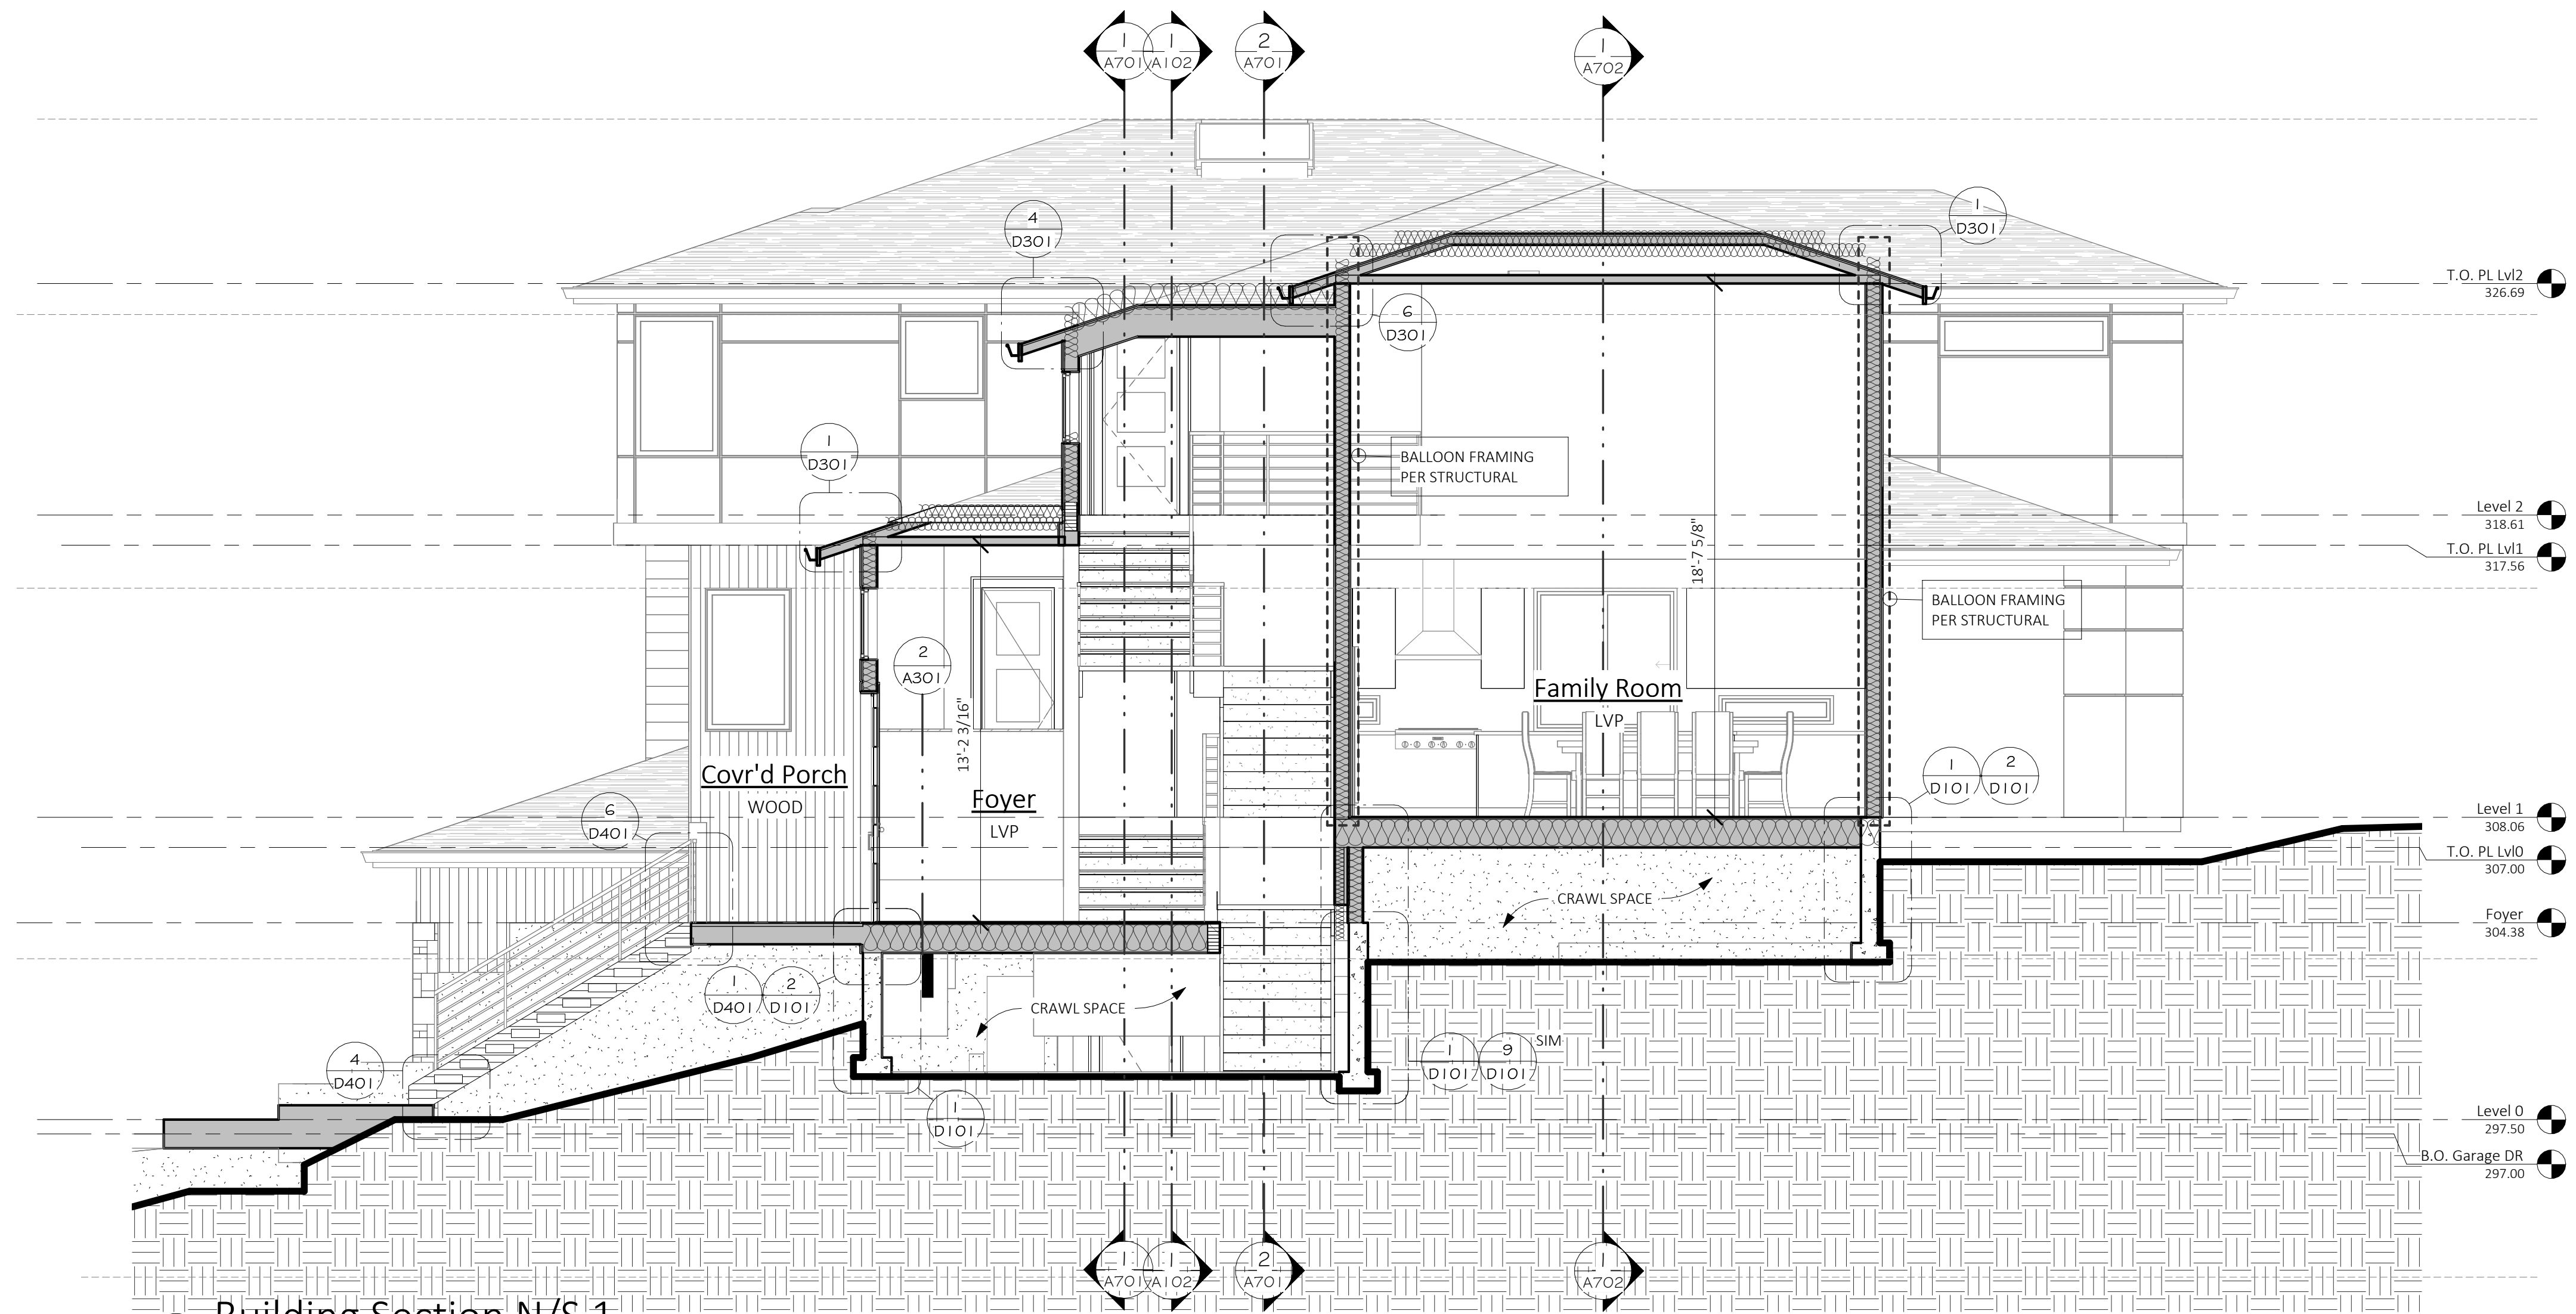 1
A701
1
A102
2
A701
1
A702
4
D301
1
D301
T.O. PL Lvl2
326.69
6
D301
1
D301
BALLOON FRAMING
PER STRUCTURAL
Level 2
318.61
T.O. PL Lvl1
317.56
18'-7 5/8"
BALLOON FRAMING
PER STRUCTURAL
2
A301
13'-2 3/16"
Family Room
LVP
Covr'd Porch
WOOD
Foyer
LVP
1
D101
2
D101
6
D401
Level 1
308.06
T.O. PL Lvl0
307.00
CRAWL SPACE
Foyer
304.38
1
D401
2
D101
CRAWL SPACE
4
D401
1
D101
9
D101
SIM
1
D101
Level 0
297.50
B.O. Garage DR
297.00
1
A701
1
A102
2
A701
1
A702
Building Section N/S 1